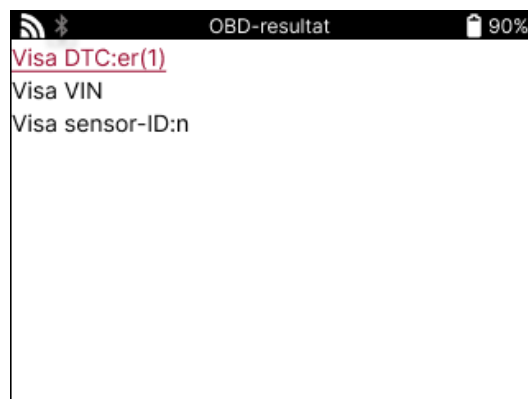 OBD-resultat 90%
Visa DTC:er(1)
Visa VIN
Visa sensor-ID:n